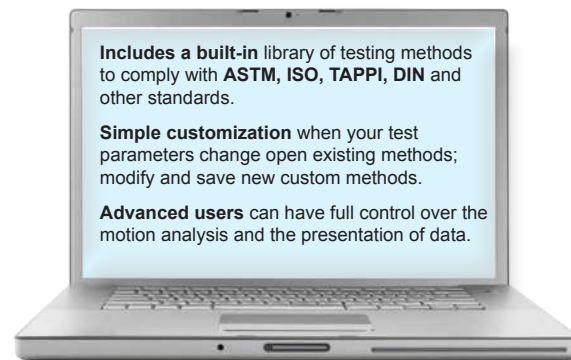 Includes a built-in library of testing methods
to comply with ASTM, ISO, TAPPI, DIN and
other standards.
Simple customization when your test
parameters change open existing methods;
modify and save new custom methods.
Advanced users can have full control over the
motion analysis and the presentation of data.